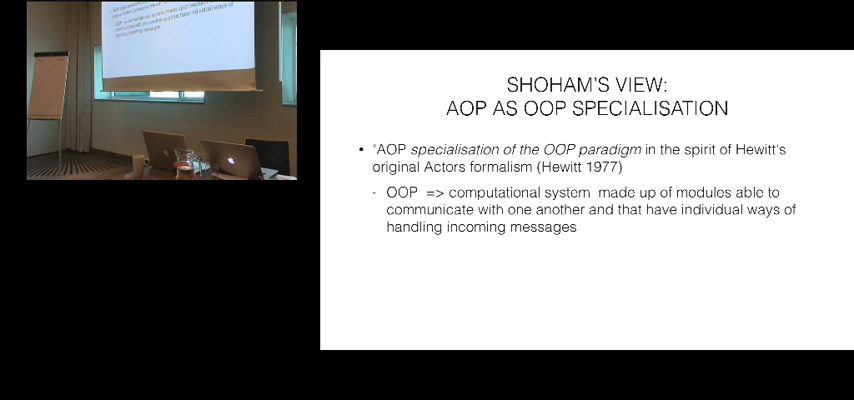 SHOHAM'S VIEW:
AOP AS OOP SPECIALISATION
• "AOP specialisation of the OOP paradigm in the spirit of Hewitt's
original Actors formalism (Hewitt 1977)
- OOP => computational system made up of modules able to
communicate with one another and that have individual ways of
handling incoming messages